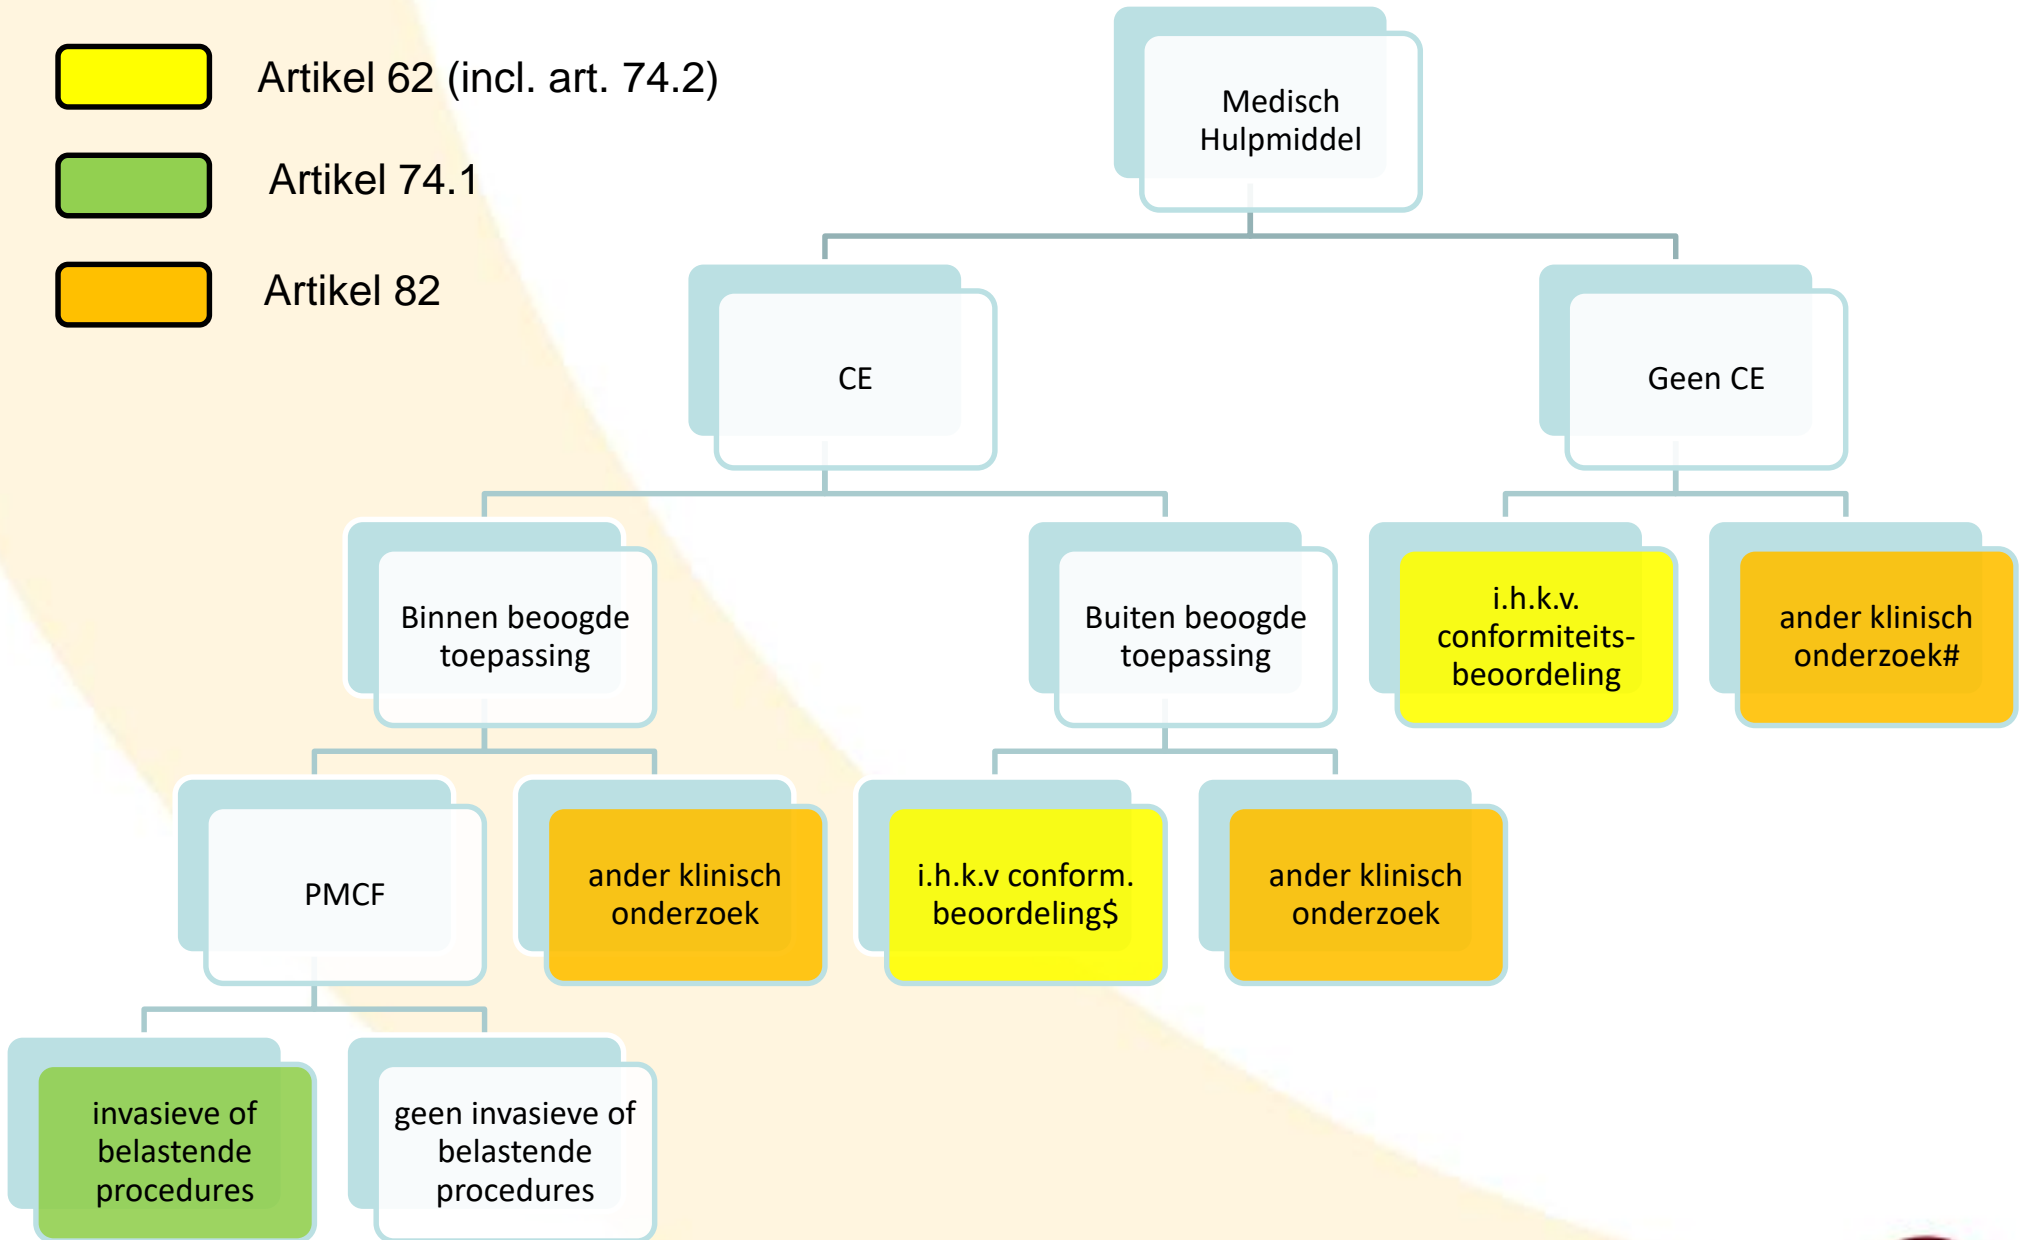 Artikel 62 (incl. art. 74.2)
Artikel 74.1
Artikel 82
Medisch
Hulpmiddel
CE
Geen CE
Binnen beoogde
toepassing
Buiten beoogde
toepassing
i.h.k.v.
conformiteits-
beoordeling
ander klinisch
onderzoek#
PMCF
ander klinisch
onderzoek
i.h.k.v conform.
beoordeling$
ander klinisch
onderzoek
invasieve of
belastende
procedures
geen invasieve of
belastende
procedures